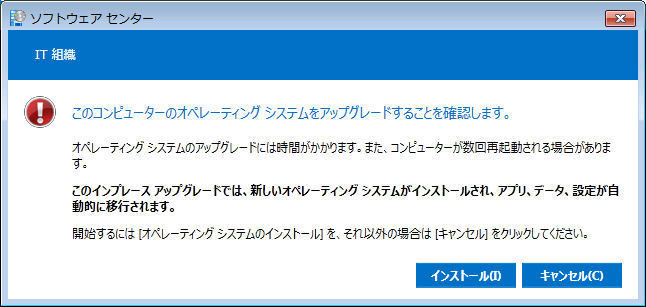 ソフトウェア センター
IT 組織
このコンピューターのオペレーティング システムをアップグレードすることを確認します。
オペレーティング システムのアップグレードには時間がかかります。また、コンピューターが数回再起動される場合がありま
す。
このインプレース アップグレードでは、新しいオペレーティング システムがインストールされ、アプリ、データ、設定が自
動的に移行されます。
開始するには [オペレーティング システムのインストール] を、それ以外の場合は [キャンセル] をクリックしてください。
インストール(I) キャンセル(C)